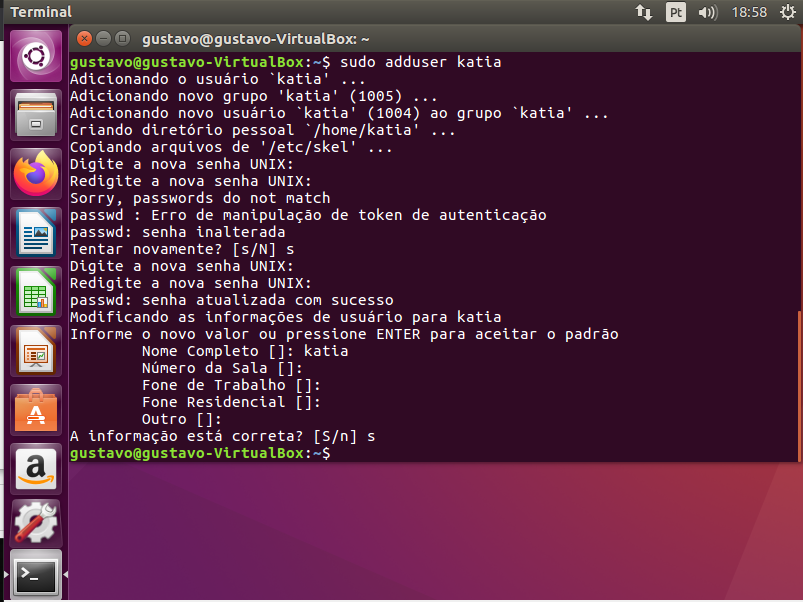 Terminal
Pt
18:58
gustavo@gustavo-VirtualBox: ~
gustavo@gustavo-VirtualBox:~$ sudo adduser katia
Adicionando o usuário `katia' ...
Adicionando novo grupo 'katia' (1005) ...
Adicionando novo usuário `katia' (1004) ao grupo `katia' ...
Criando diretório pessoal `/home/katia' ...
Copiando arquivos de '/etc/skel' ...
Digite a nova senha UNIX:
Redigite a nova senha UNIX:
Sorry, passwords do not match
passwd : Erro de manipulação de token de autenticação
passwd: senha inalterada
Tentar novamente? [s/N] s
Digite a nova senha UNIX:
Redigite a nova senha UNIX:
passwd: senha atualizada com sucesso
Modificando as informações de usuário para katia
Informe o novo valor ou pressione ENTER para aceitar o padrão
Nome Completo []: katia
Número da Sala []:
Fone de Trabalho []:
Fone Residencial []:
Outro []:
A informação está correta? [S/n] s
gustavo@gustavo-VirtualBox:~$